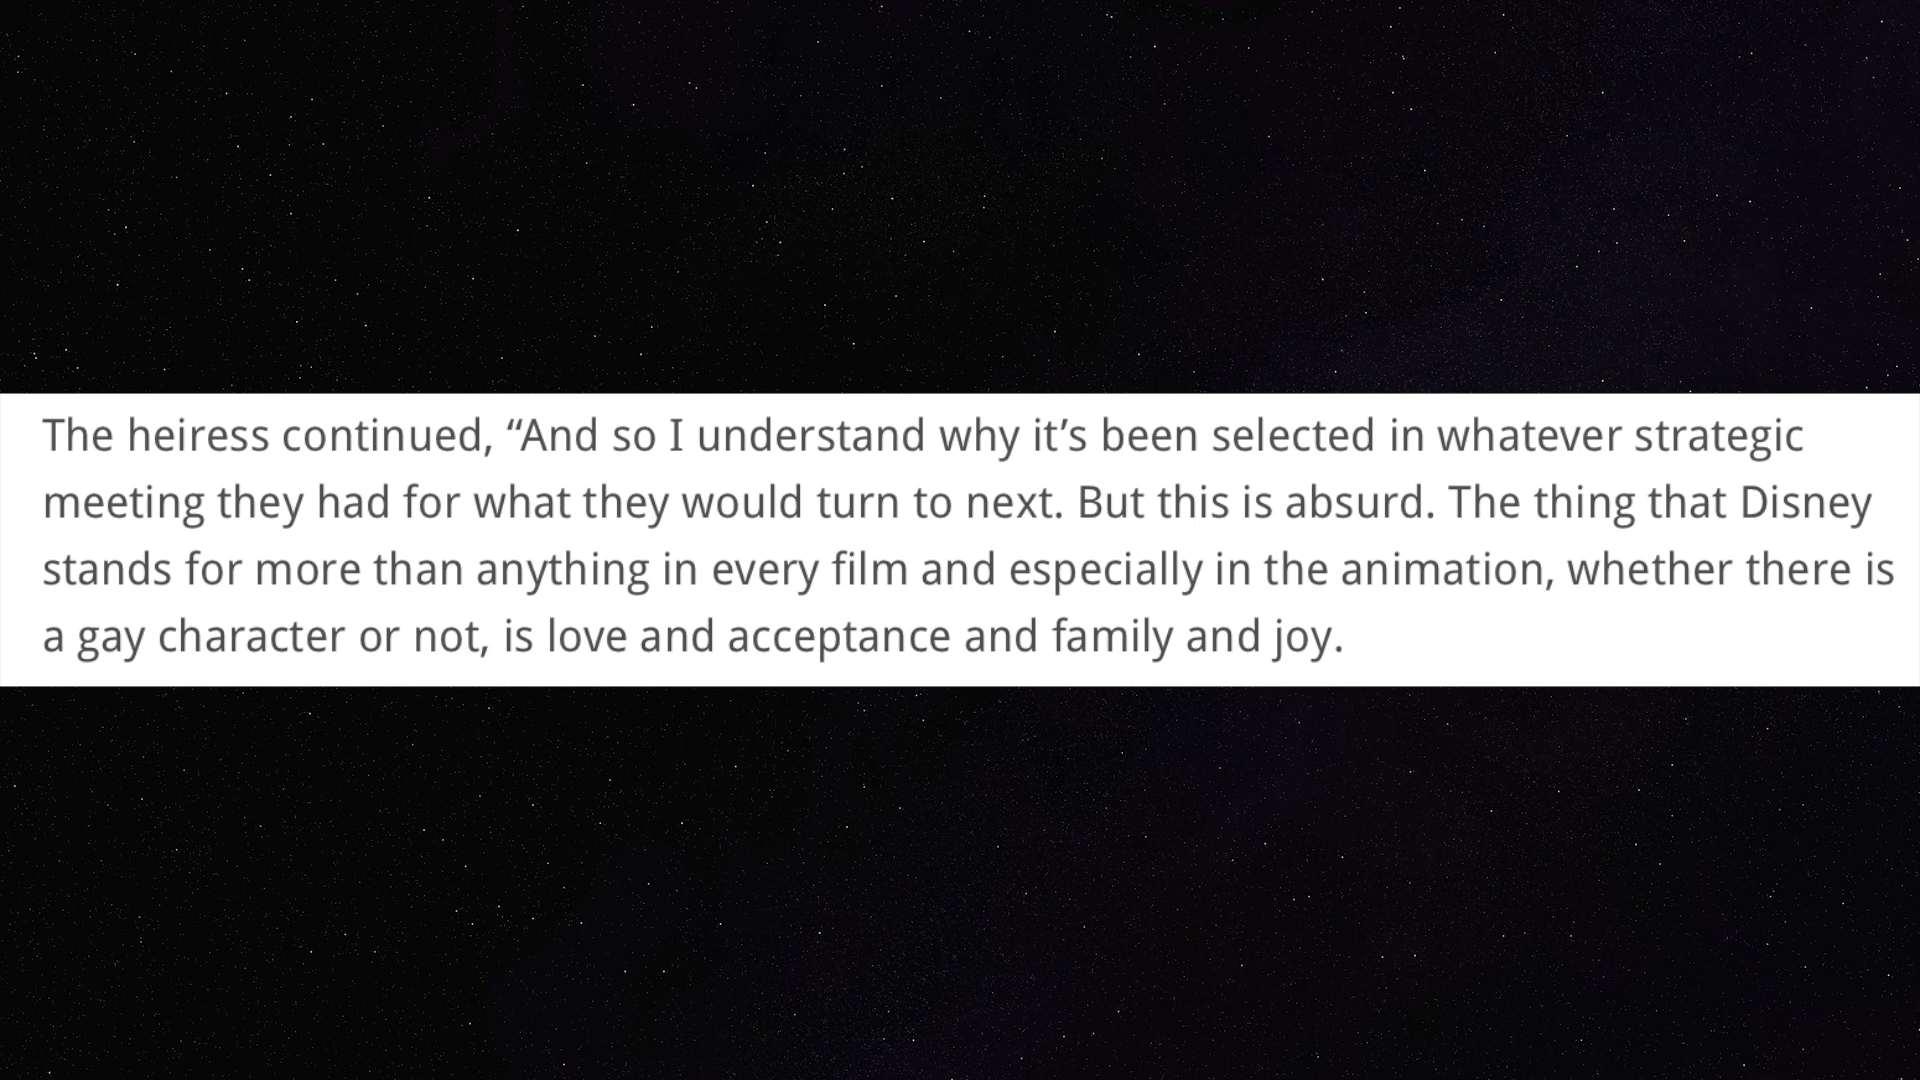 The heiress continued, “And so I understand why it’s been selected in whatever strategic
meeting they had for what they would turn to next. But this is absurd. The thing that Disney
stands for more than anything in every film and especially in the animation, whether there is
a gay character or not, is love and acceptance and family and joy.